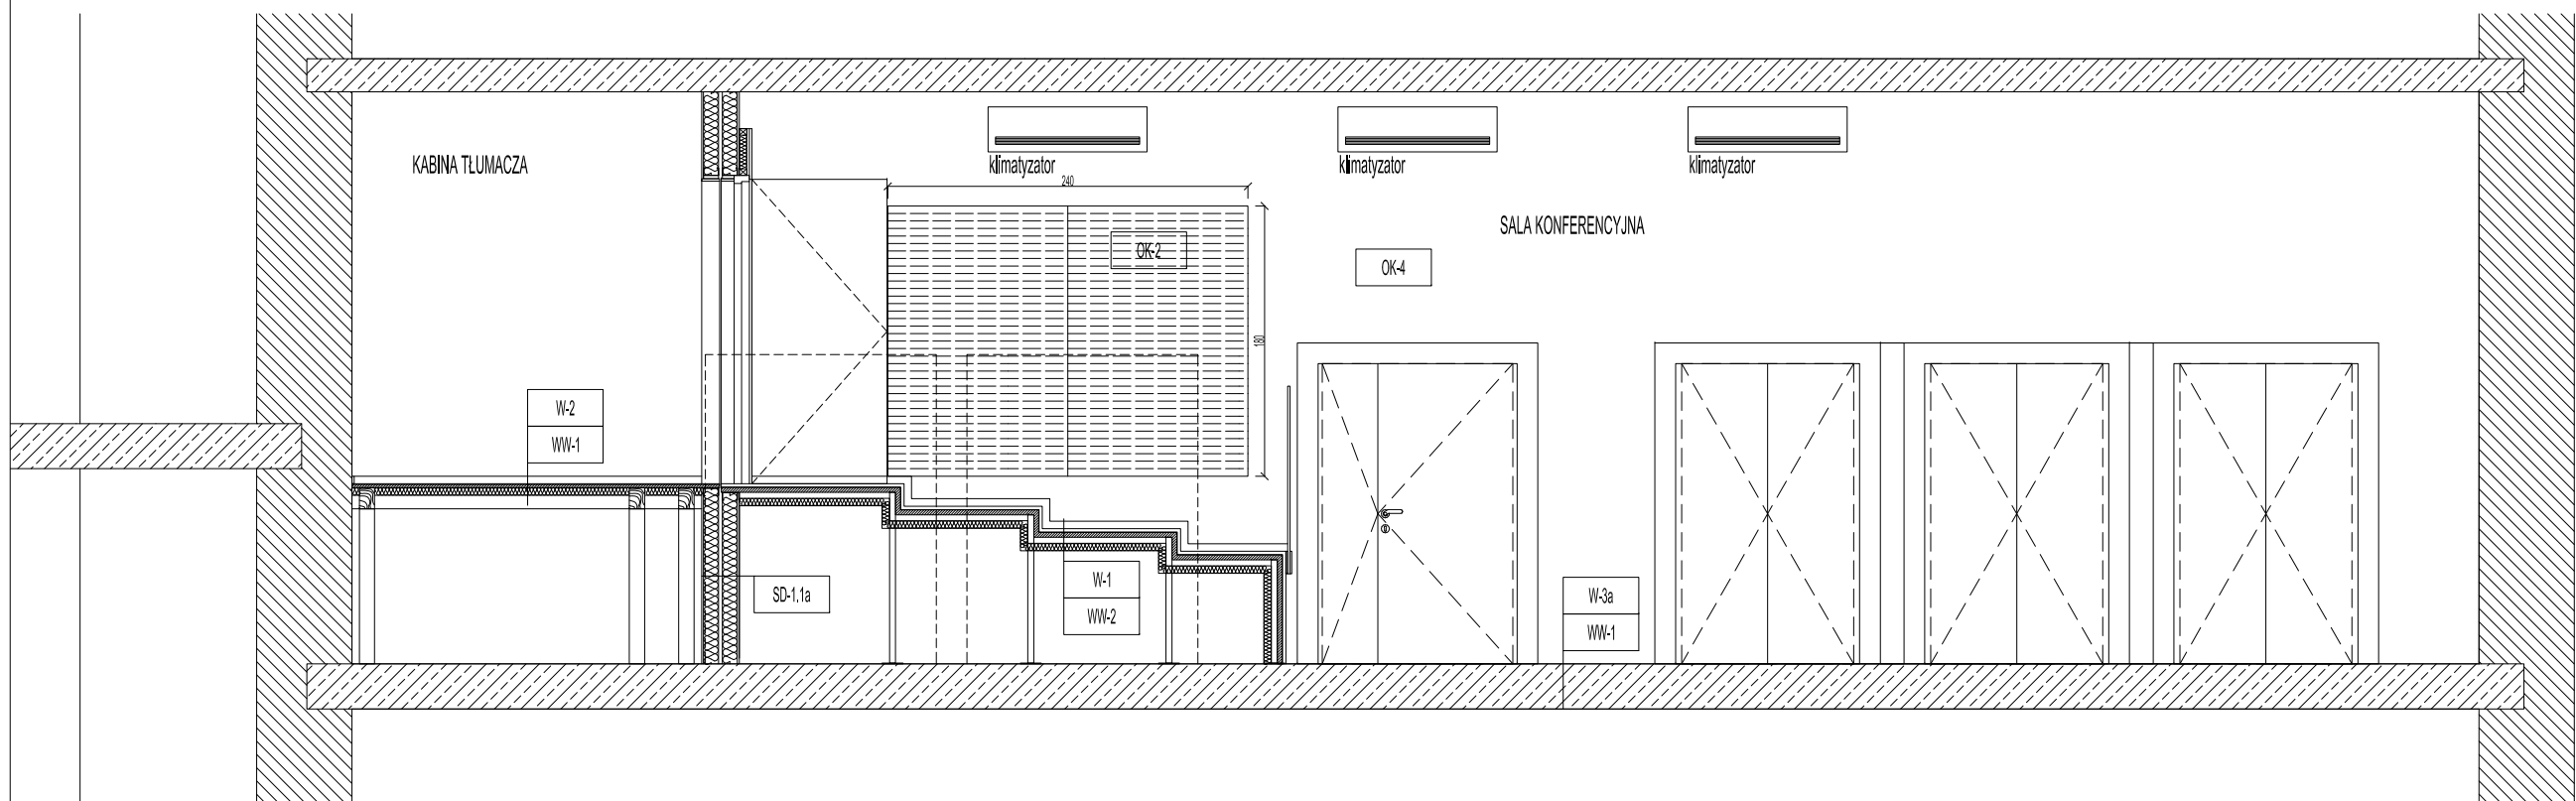 KABINA TŁUMACZA
klimatyzator
klimatyzator
klimatyzator
240
SALA KONFERENCYJNA
OK-2
OK-4
180
W-2
WW-1
SD-1,1a
W-1
WW-2
W-3a
WW-1